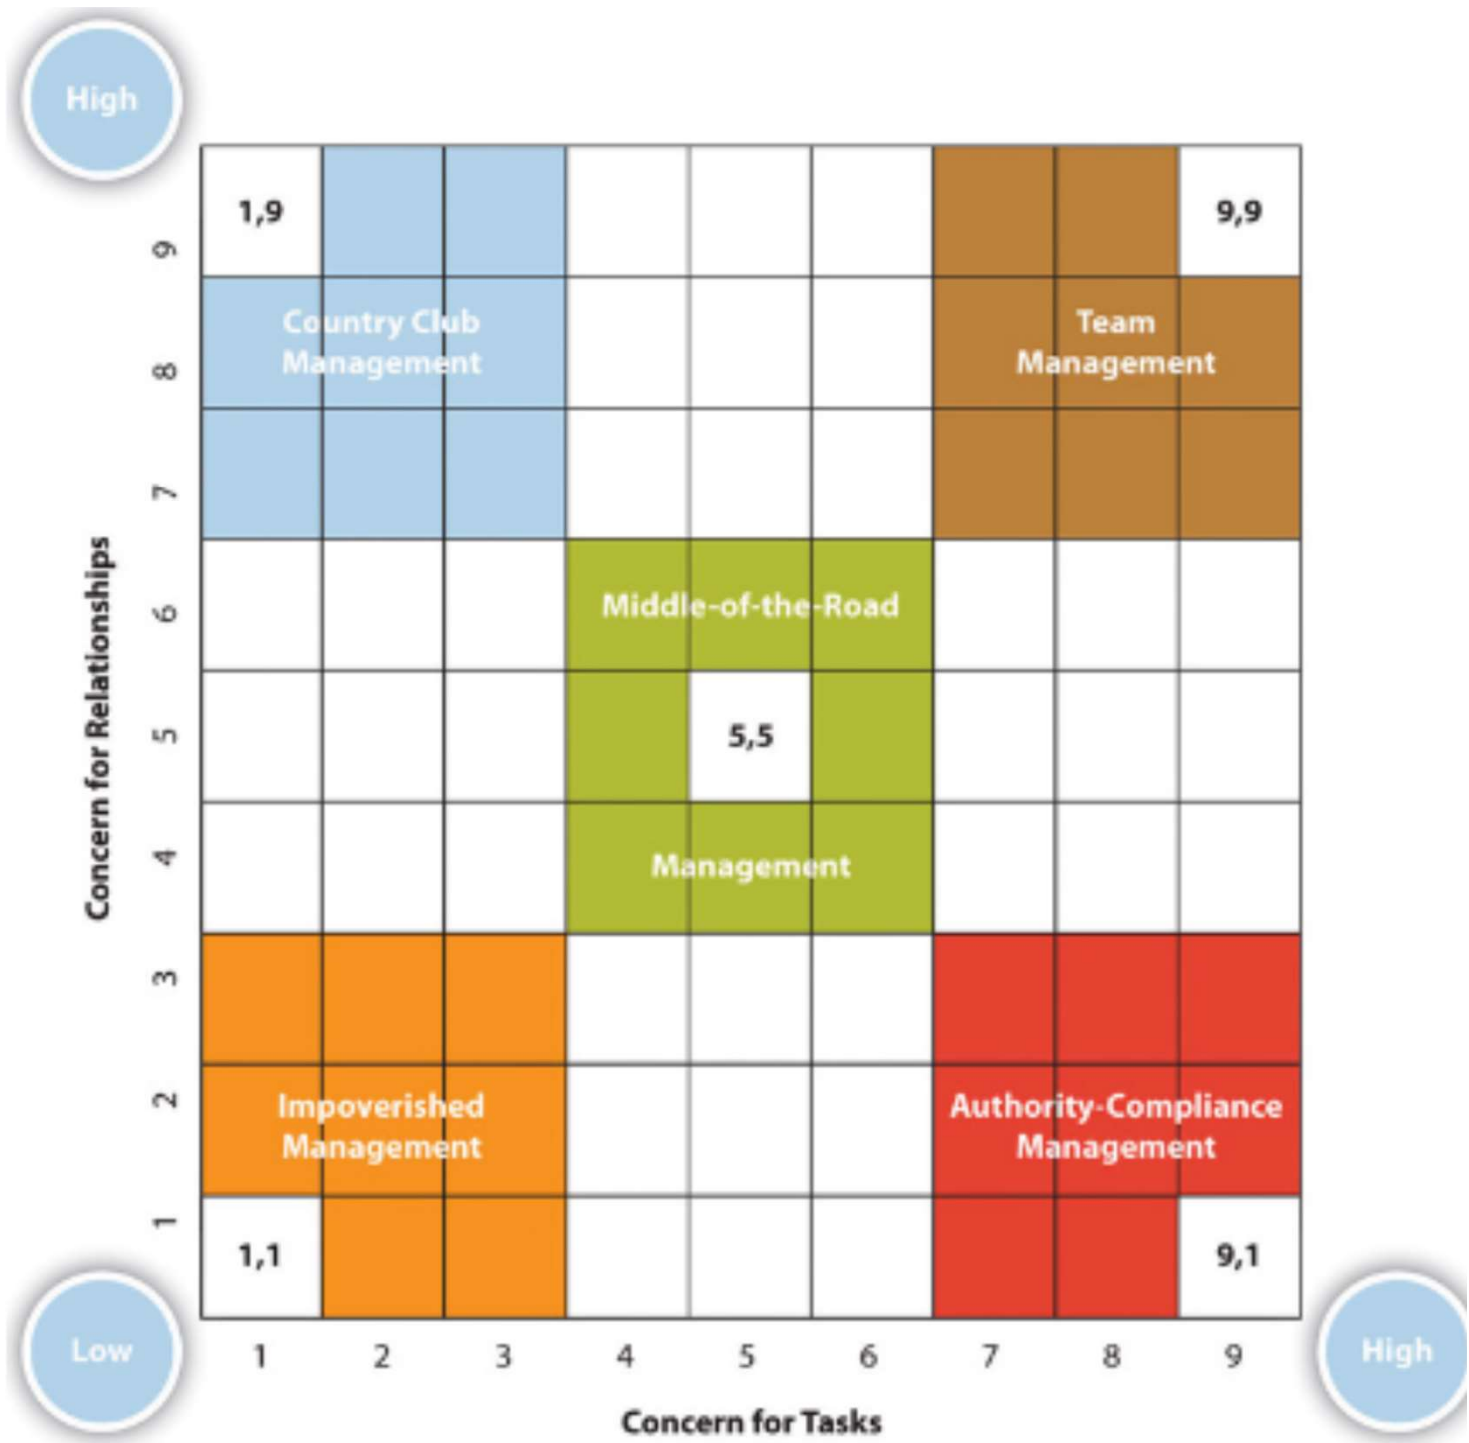 High
1,9
9,9
9
Country Club
Management
Team
Management
8
7
Concern for Relationships
6
Middle-of-the-Road
5
5,5
4
Management
3
2
Impoverished
Management
Authority-Compliance
Management
1
1,1
9,1
Low
1 2 3 4 5 6 7 8 9
High
Concern for Tasks